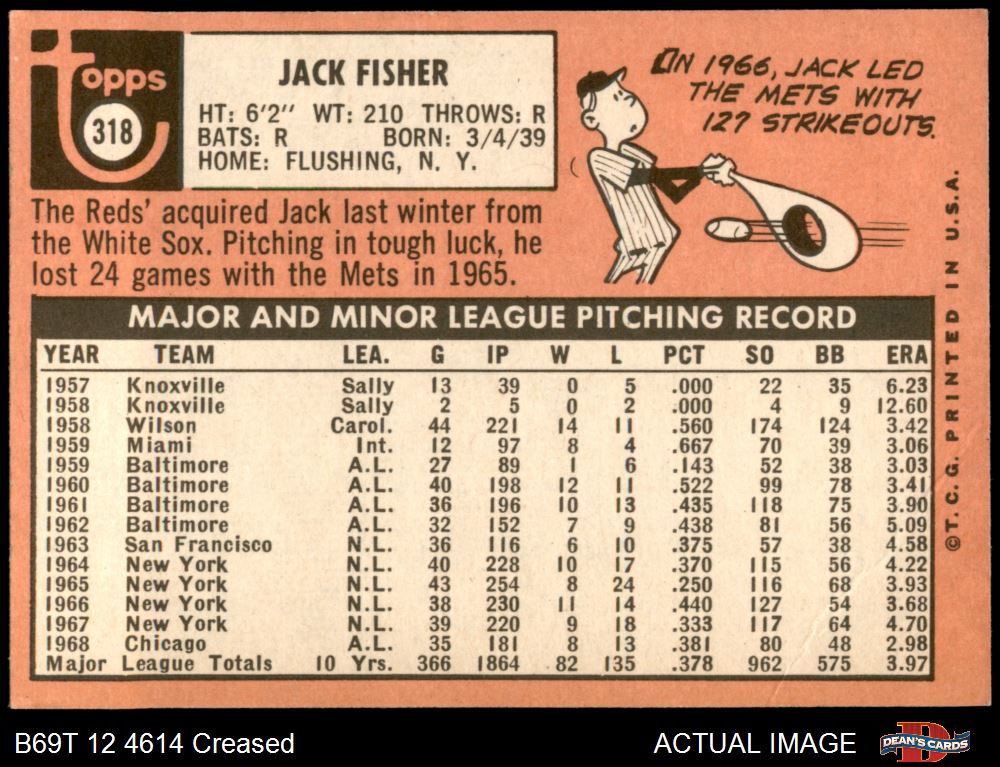 topps
318
JACK FISHER
HT: 6'2" WT: 210 THROWS: R
BATS: R BORN: 3/4/39
HOME: FLUSHING, N. Y.
ON 1966, JACK LED
THE METS WITH
127 STRIKEOUTS.
The Reds' acquired Jack last winter from
the White Sox. Pitching in tough luck, he
lost 24 games with the Mets in 1965.
MAJOR AND MINOR LEAGUE PITCHING RECORD
YEAR TEAM LEA. G IP W L PCT SO BB ERA
1957 Knoxville Sally 13 39 0 5 .000 22 35 6.23
1958 Knoxville Sally 2 5 0 2 .000 4 9 12.60
1958 Wilson Carol. 44 221 14 11 .560 174 124 3.42
1959 Miami Int. 12 97 8 4 .667 70 39 3.06
1959 Baltimore A.L. 27 89 1 6 .143 52 38 3.03
1960 Baltimore A.L. 40 198 12 11 .522 99 78 3.41
1961 Baltimore A.L. 36 196 10 13 .435 118 75 3.90
1962 Baltimore A.L. 32 152 7 9 .438 81 56 5.09
1963 San Francisco N.L. 36 116 6 10 .375 57 38 4.58
1964 New York N.L. 40 228 10 17 .370 115 56 4.22
1965 New York N.L. 43 254 8 24 .250 116 68 3.93
1966 New York N.L. 38 230 11 14 .440 127 54 3.68
1967 New York N.L. 39 220 9 18 .333 117 64 4.70
1968 Chicago A.L. 35 181 8 13 .381 80 48 2.98
Major League Totals 10 Yrs. 366 1864 82 135 .378 962 575 3.97
©T. C. G. PRINTED IN U.S.A.
B69T 12 4614 Creased
ACTUAL IMAGE
D
DEAN'S CARDS